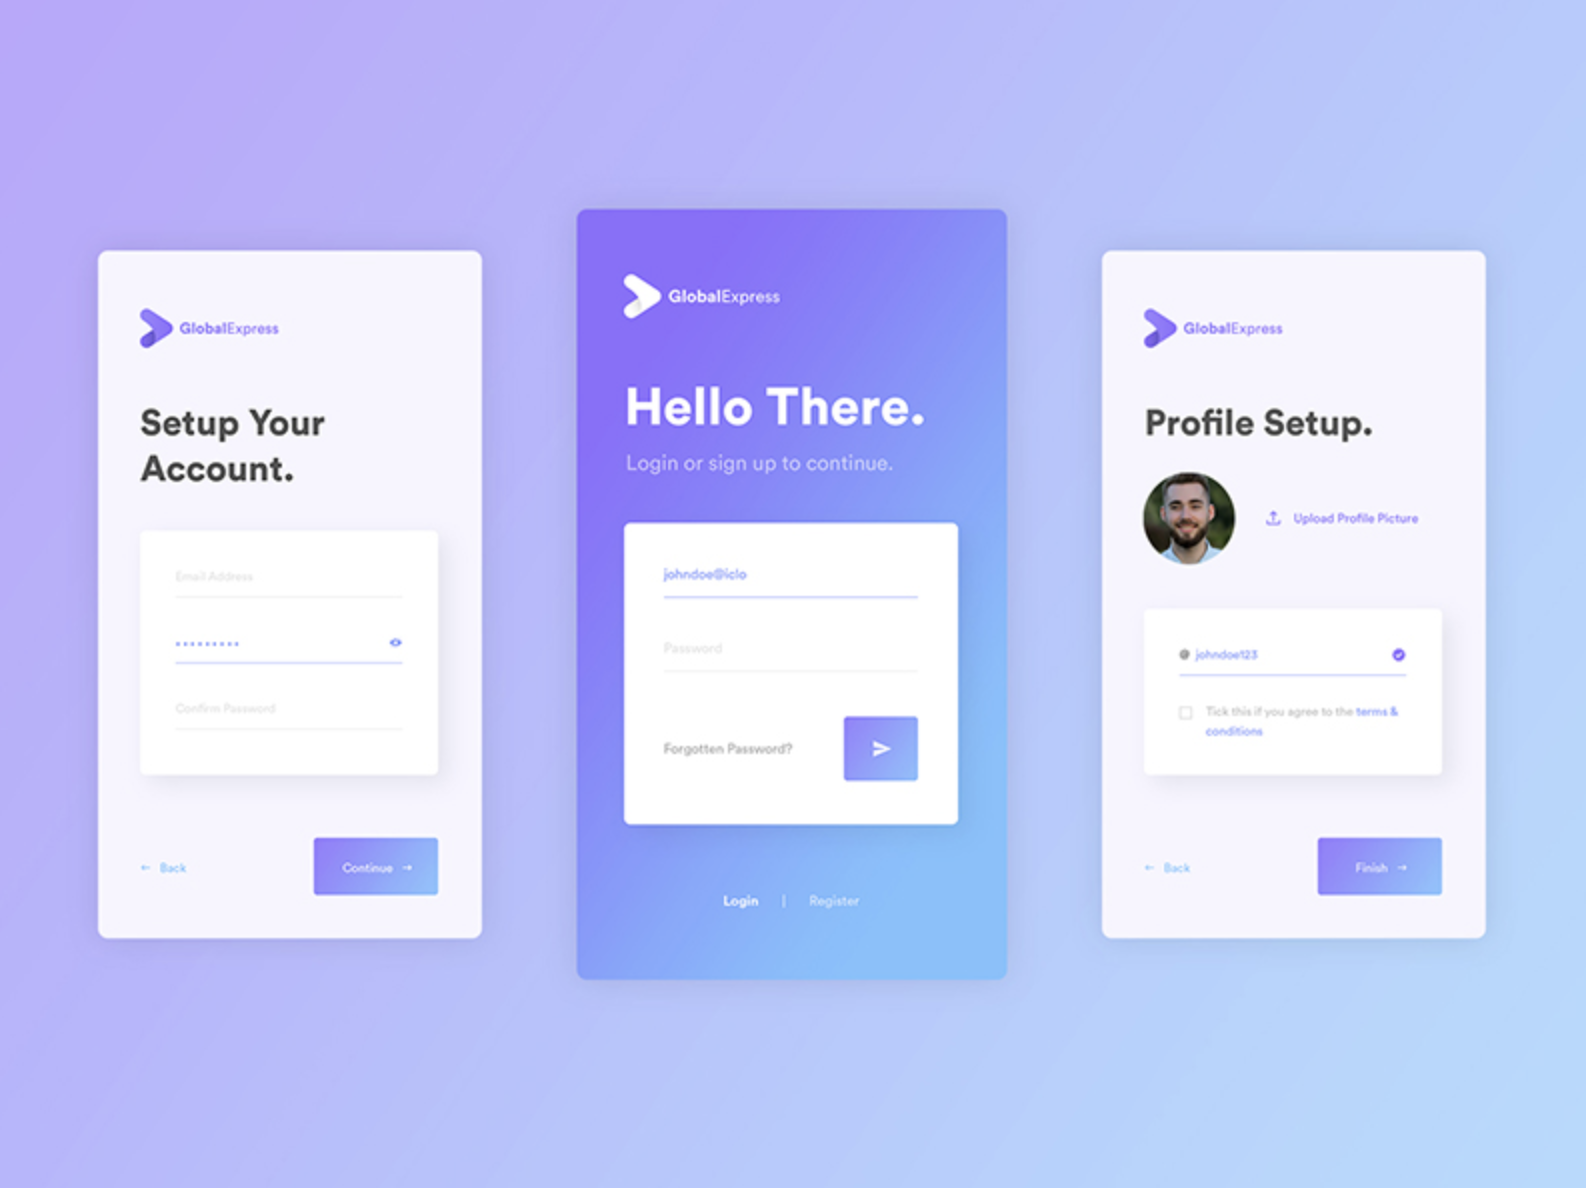 GlobalExpress
Setup Your
Account.
Email Address
Confirm Password
← Back
Continue →
GlobalExpress
Hello There.
Login or sign up to continue.
johndoe@iclo
Password
Forgotten Password?
Login | Register
GlobalExpress
Profile Setup.
Upload Profile Picture
@ johndoe123
Tick this if you agree to the terms &
conditions
← Back
Finish →